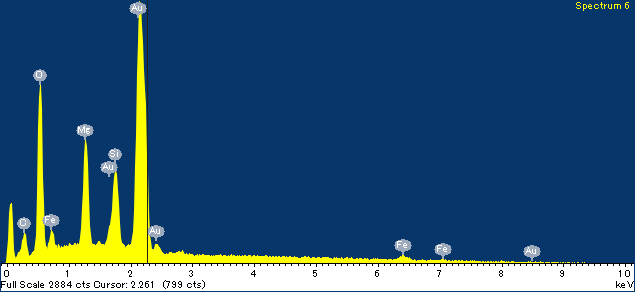 Spectrum 6
Au
O
Mg
Si
Au
C
Fe
Au
Fe
Fe
Au
0 1 2 3 4 5 6 7 8 9 10
Full Scale 2884 cts Cursor: 2.261 (799 cts) keV